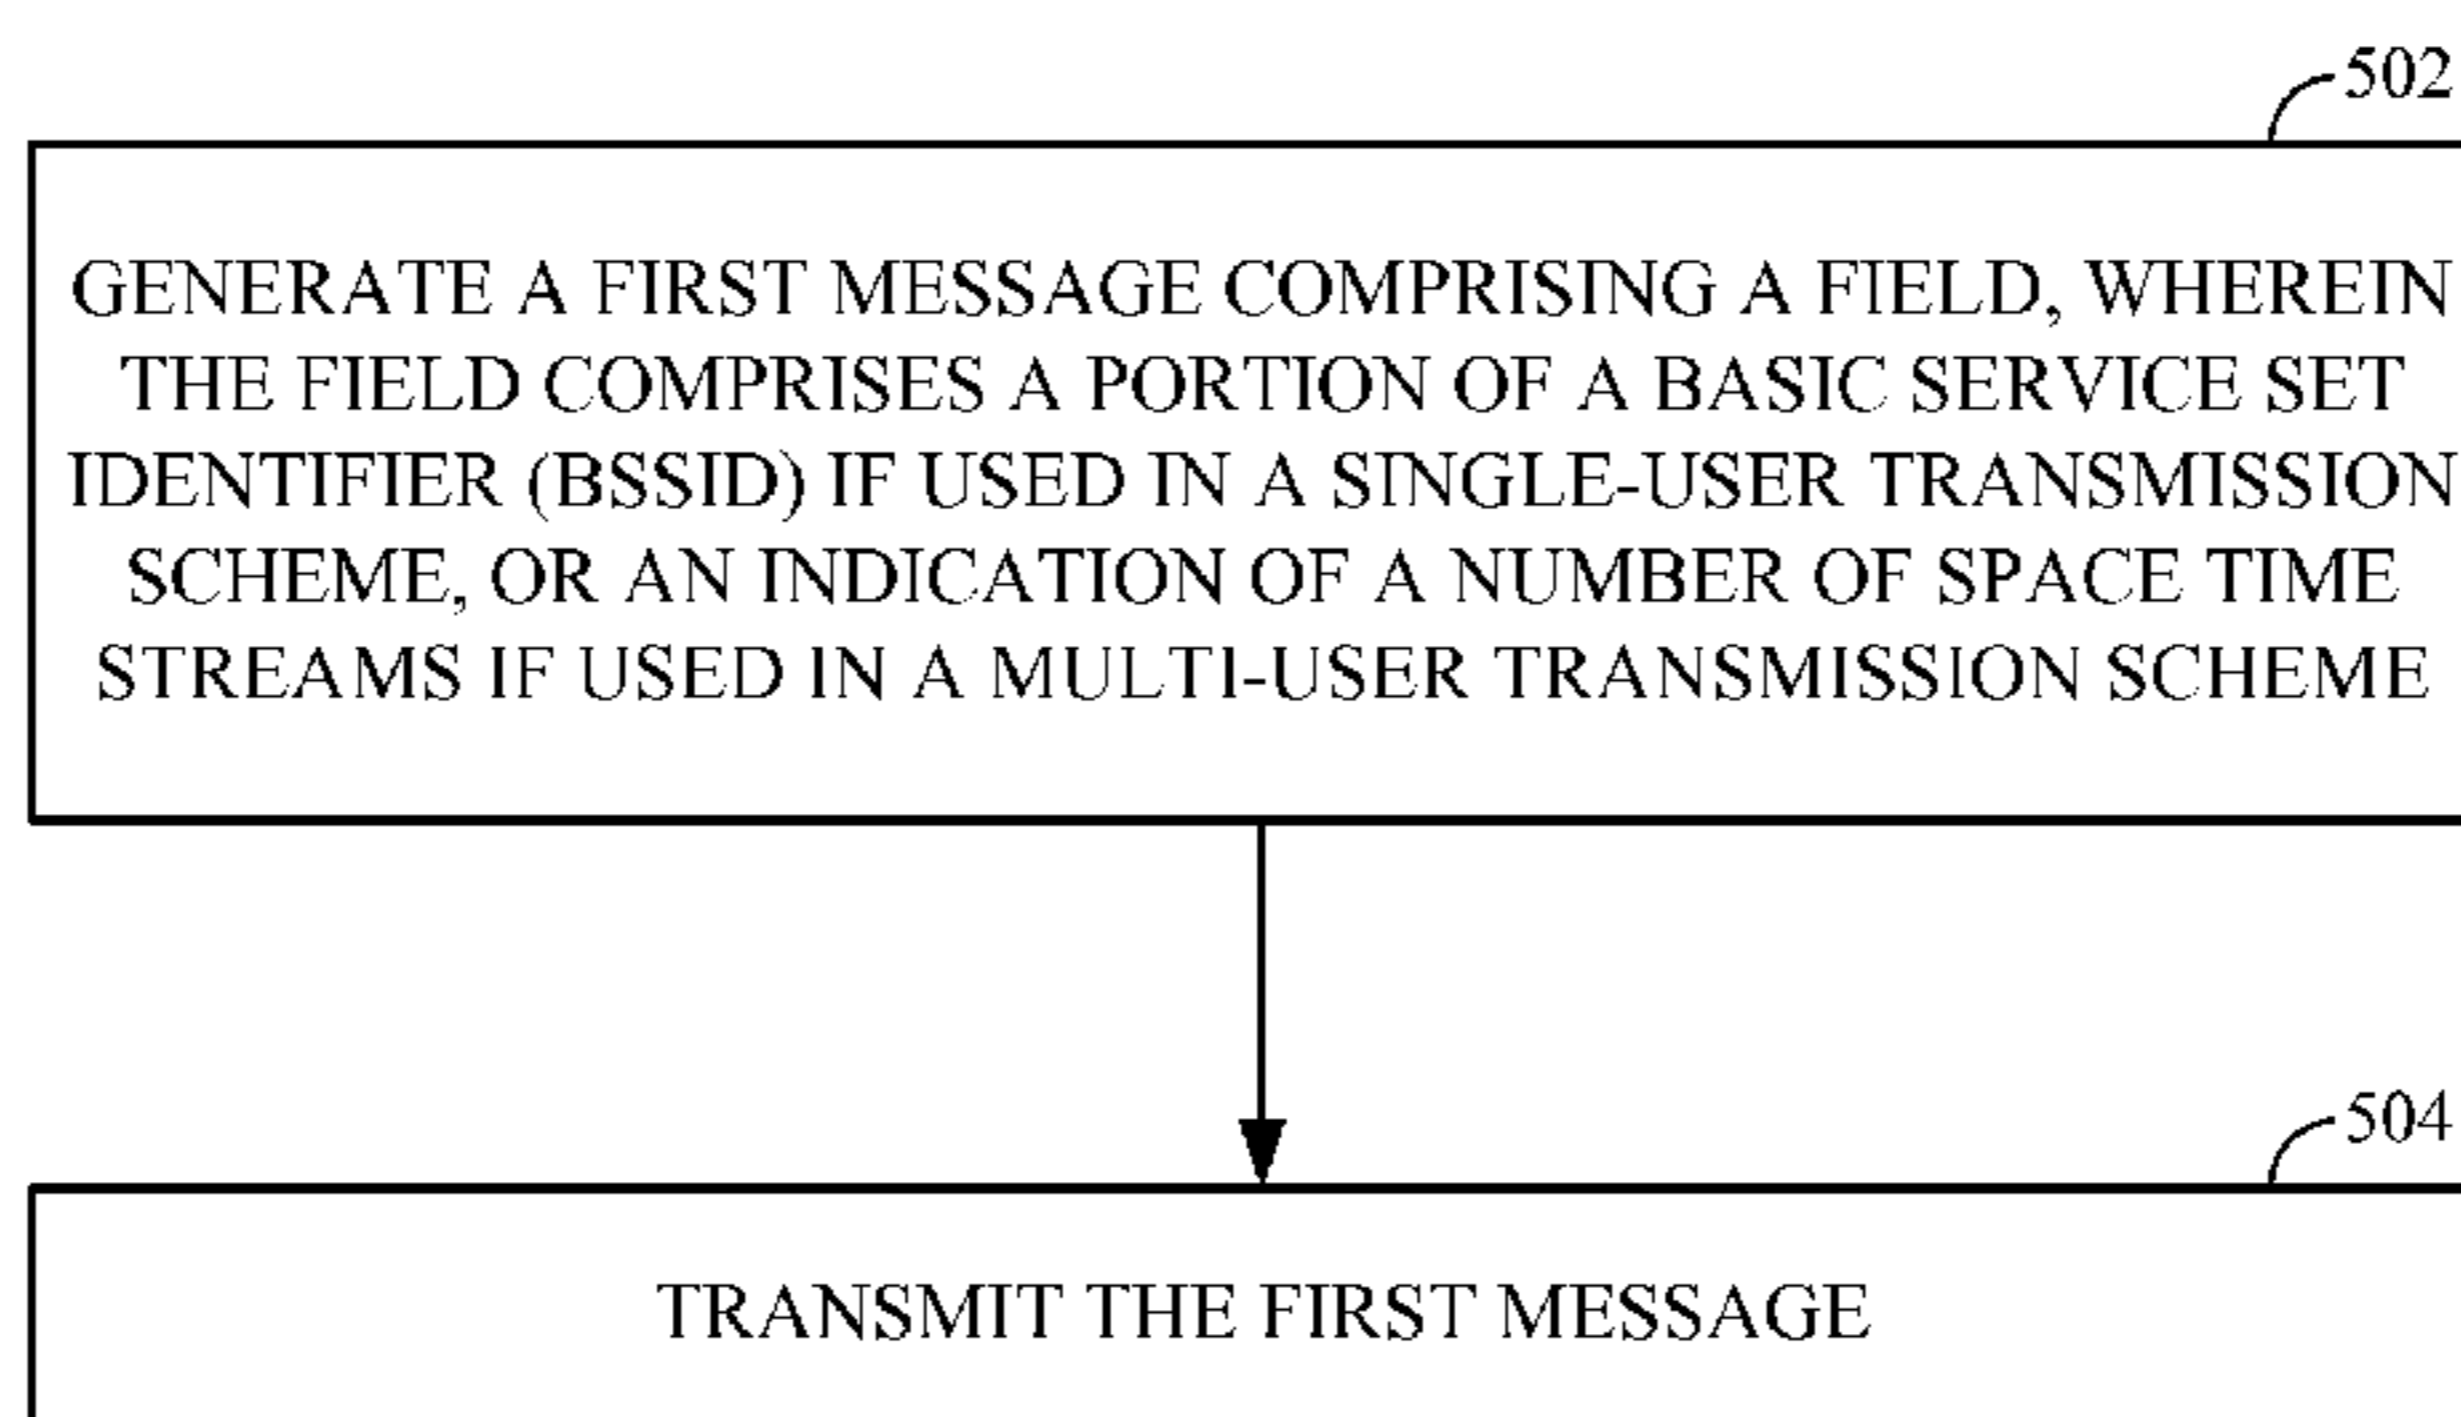 502
GENERATE A FIRST MESSAGE COMPRISING A FIELD, WHEREIN
THE FIELD COMPRISES A PORTION OF A BASIC SERVICE SET
IDENTIFIER (BSSID) IF USED IN A SINGLE-USER TRANSMISSION
SCHEME, OR AN INDICATION OF A NUMBER OF SPACE TIME
STREAMS IF USED IN A MULTI-USER TRANSMISSION SCHEME
504
TRANSMIT THE FIRST MESSAGE